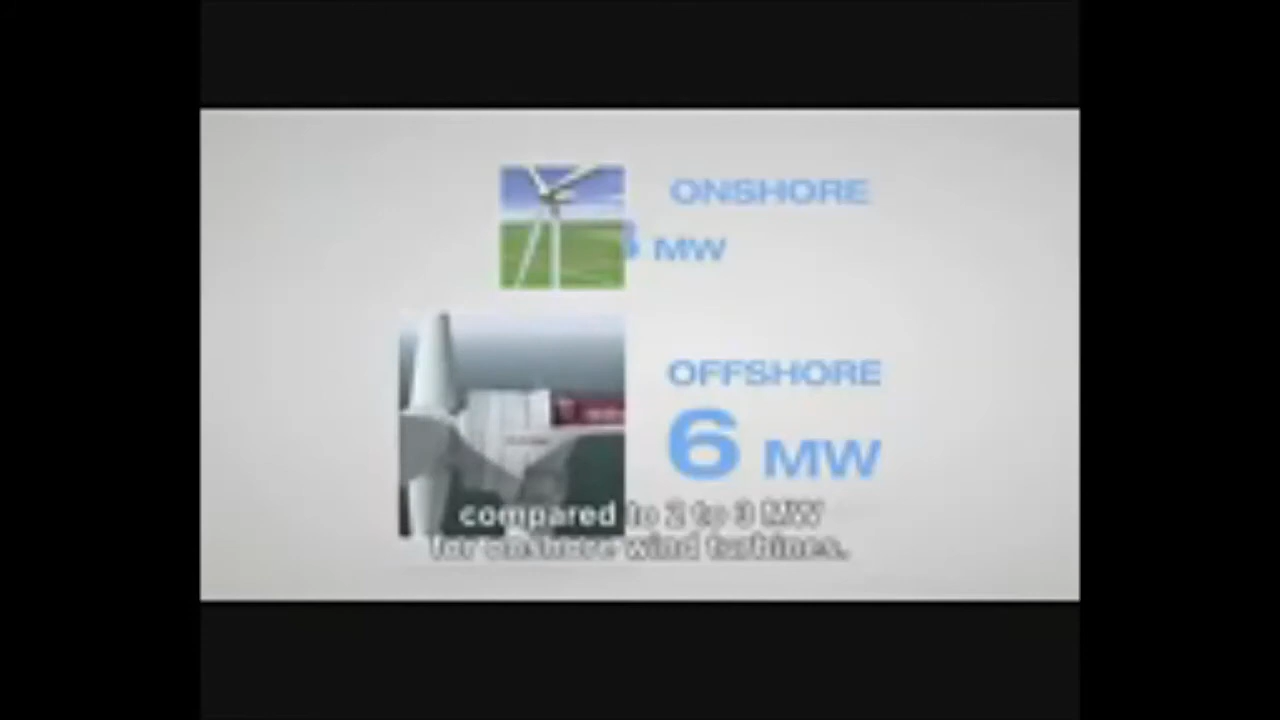 ONSHORE
MW
OFFSHORE
6 MW
compared to 2 to 3 MW
for onshore wind turbines.